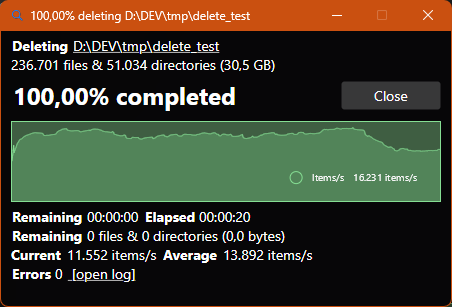 100,00% deleting D:\DEV\tmp\delete_test
Deleting D:\DEV\tmp\delete_test
236.701 files & 51.034 directories (30,5 GB)
100,00% completed
Close
Items/s 16.231 items/s
Remaining 00:00:00 Elapsed 00:00:20
Remaining 0 files & 0 directories (0,0 bytes)
Current 11.552 items/s Average 13.892 items/s
Errors 0 [open log]